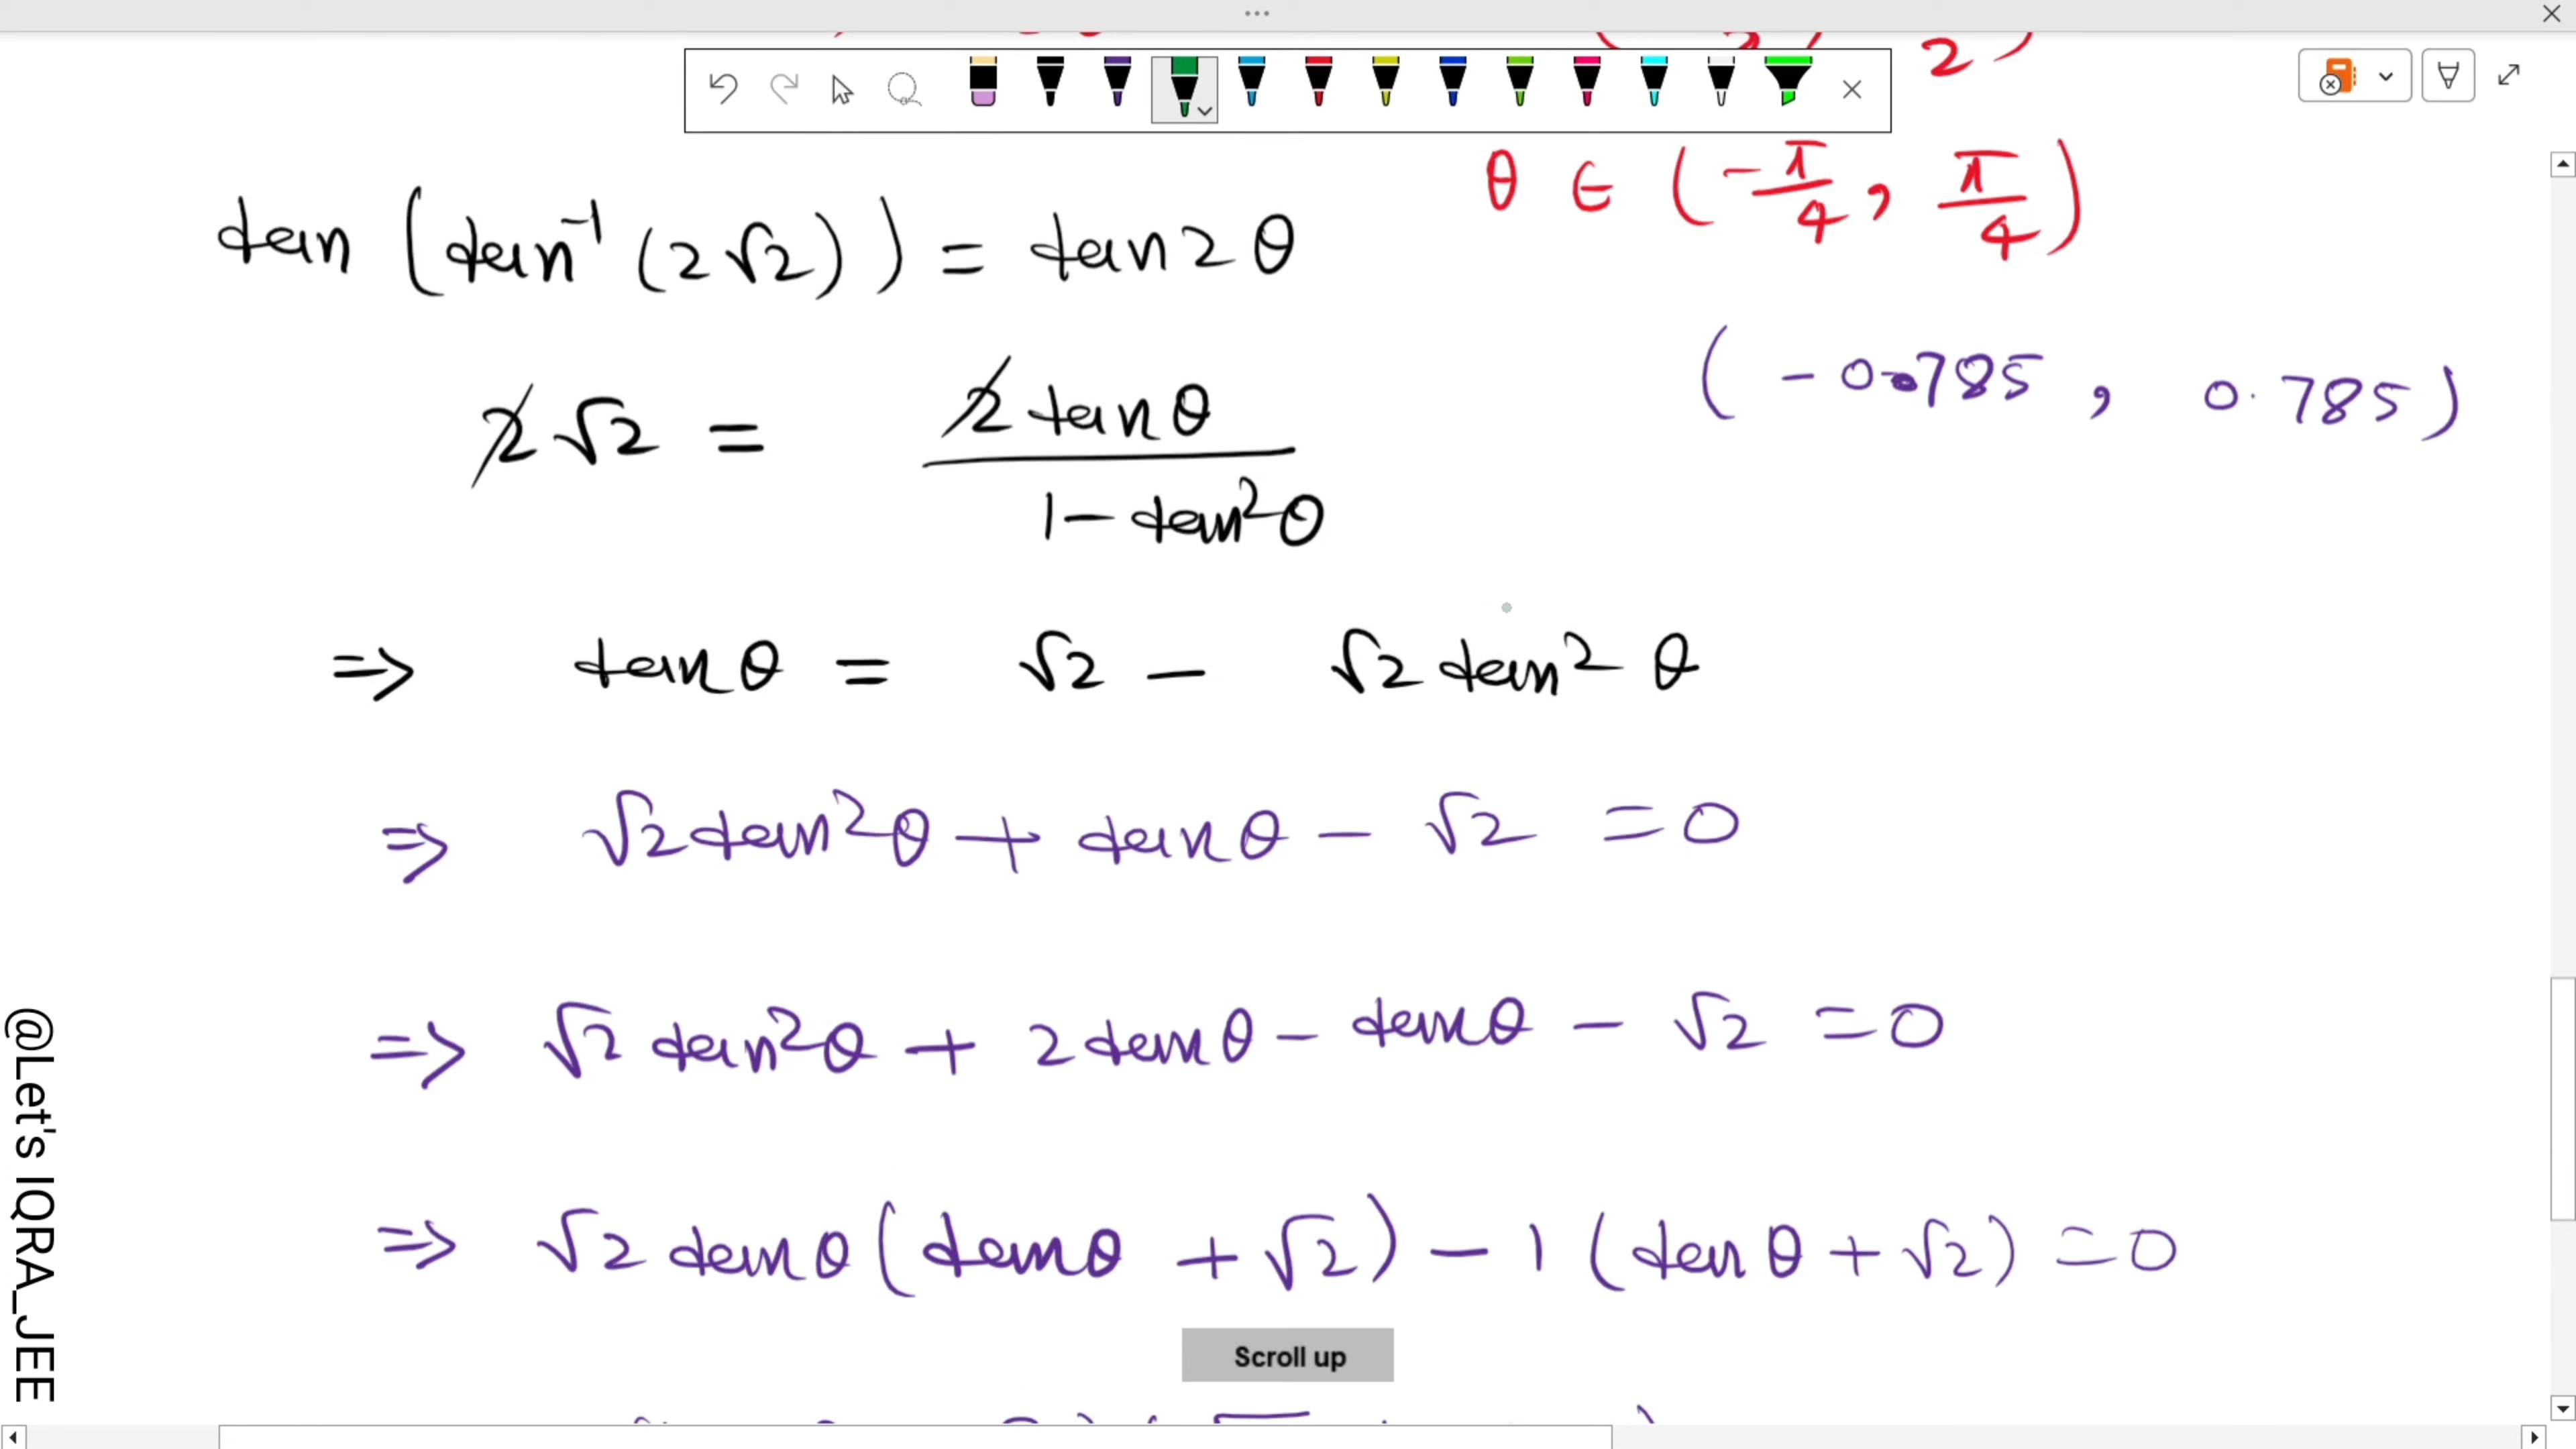 2
θ ∈ (-π/4, π/4)
tan (tan⁻¹ (2√2)) = tan2θ
(-0.785, 0.785)
2√2 = 2tanθ / 1-tan²θ
=> tanθ = √2 - √2tan²θ
=> √2tan²θ + tanθ - √2 = 0
=> √2tan²θ + 2tanθ - tanθ - √2 = 0
=> √2tanθ(tanθ + √2) - 1(tanθ + √2) = 0
Scroll up
@Let's IQRA_JEE